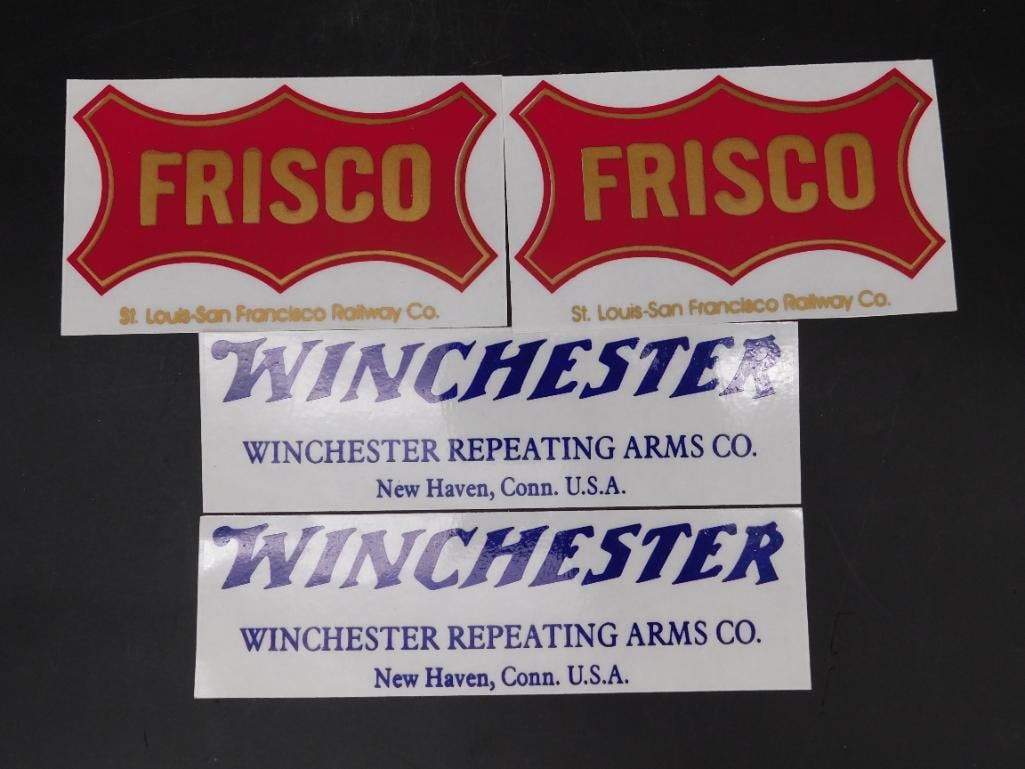 FRISCO
St. Louis-San Francisco Railway Co.
FRISCO
St. Louis-San Francisco Railway Co.
WINCHESTER
WINCHESTER REPEATING ARMS CO.
New Haven, Conn. U.S.A.
WINCHESTER
WINCHESTER REPEATING ARMS CO.
New Haven, Conn. U.S.A.